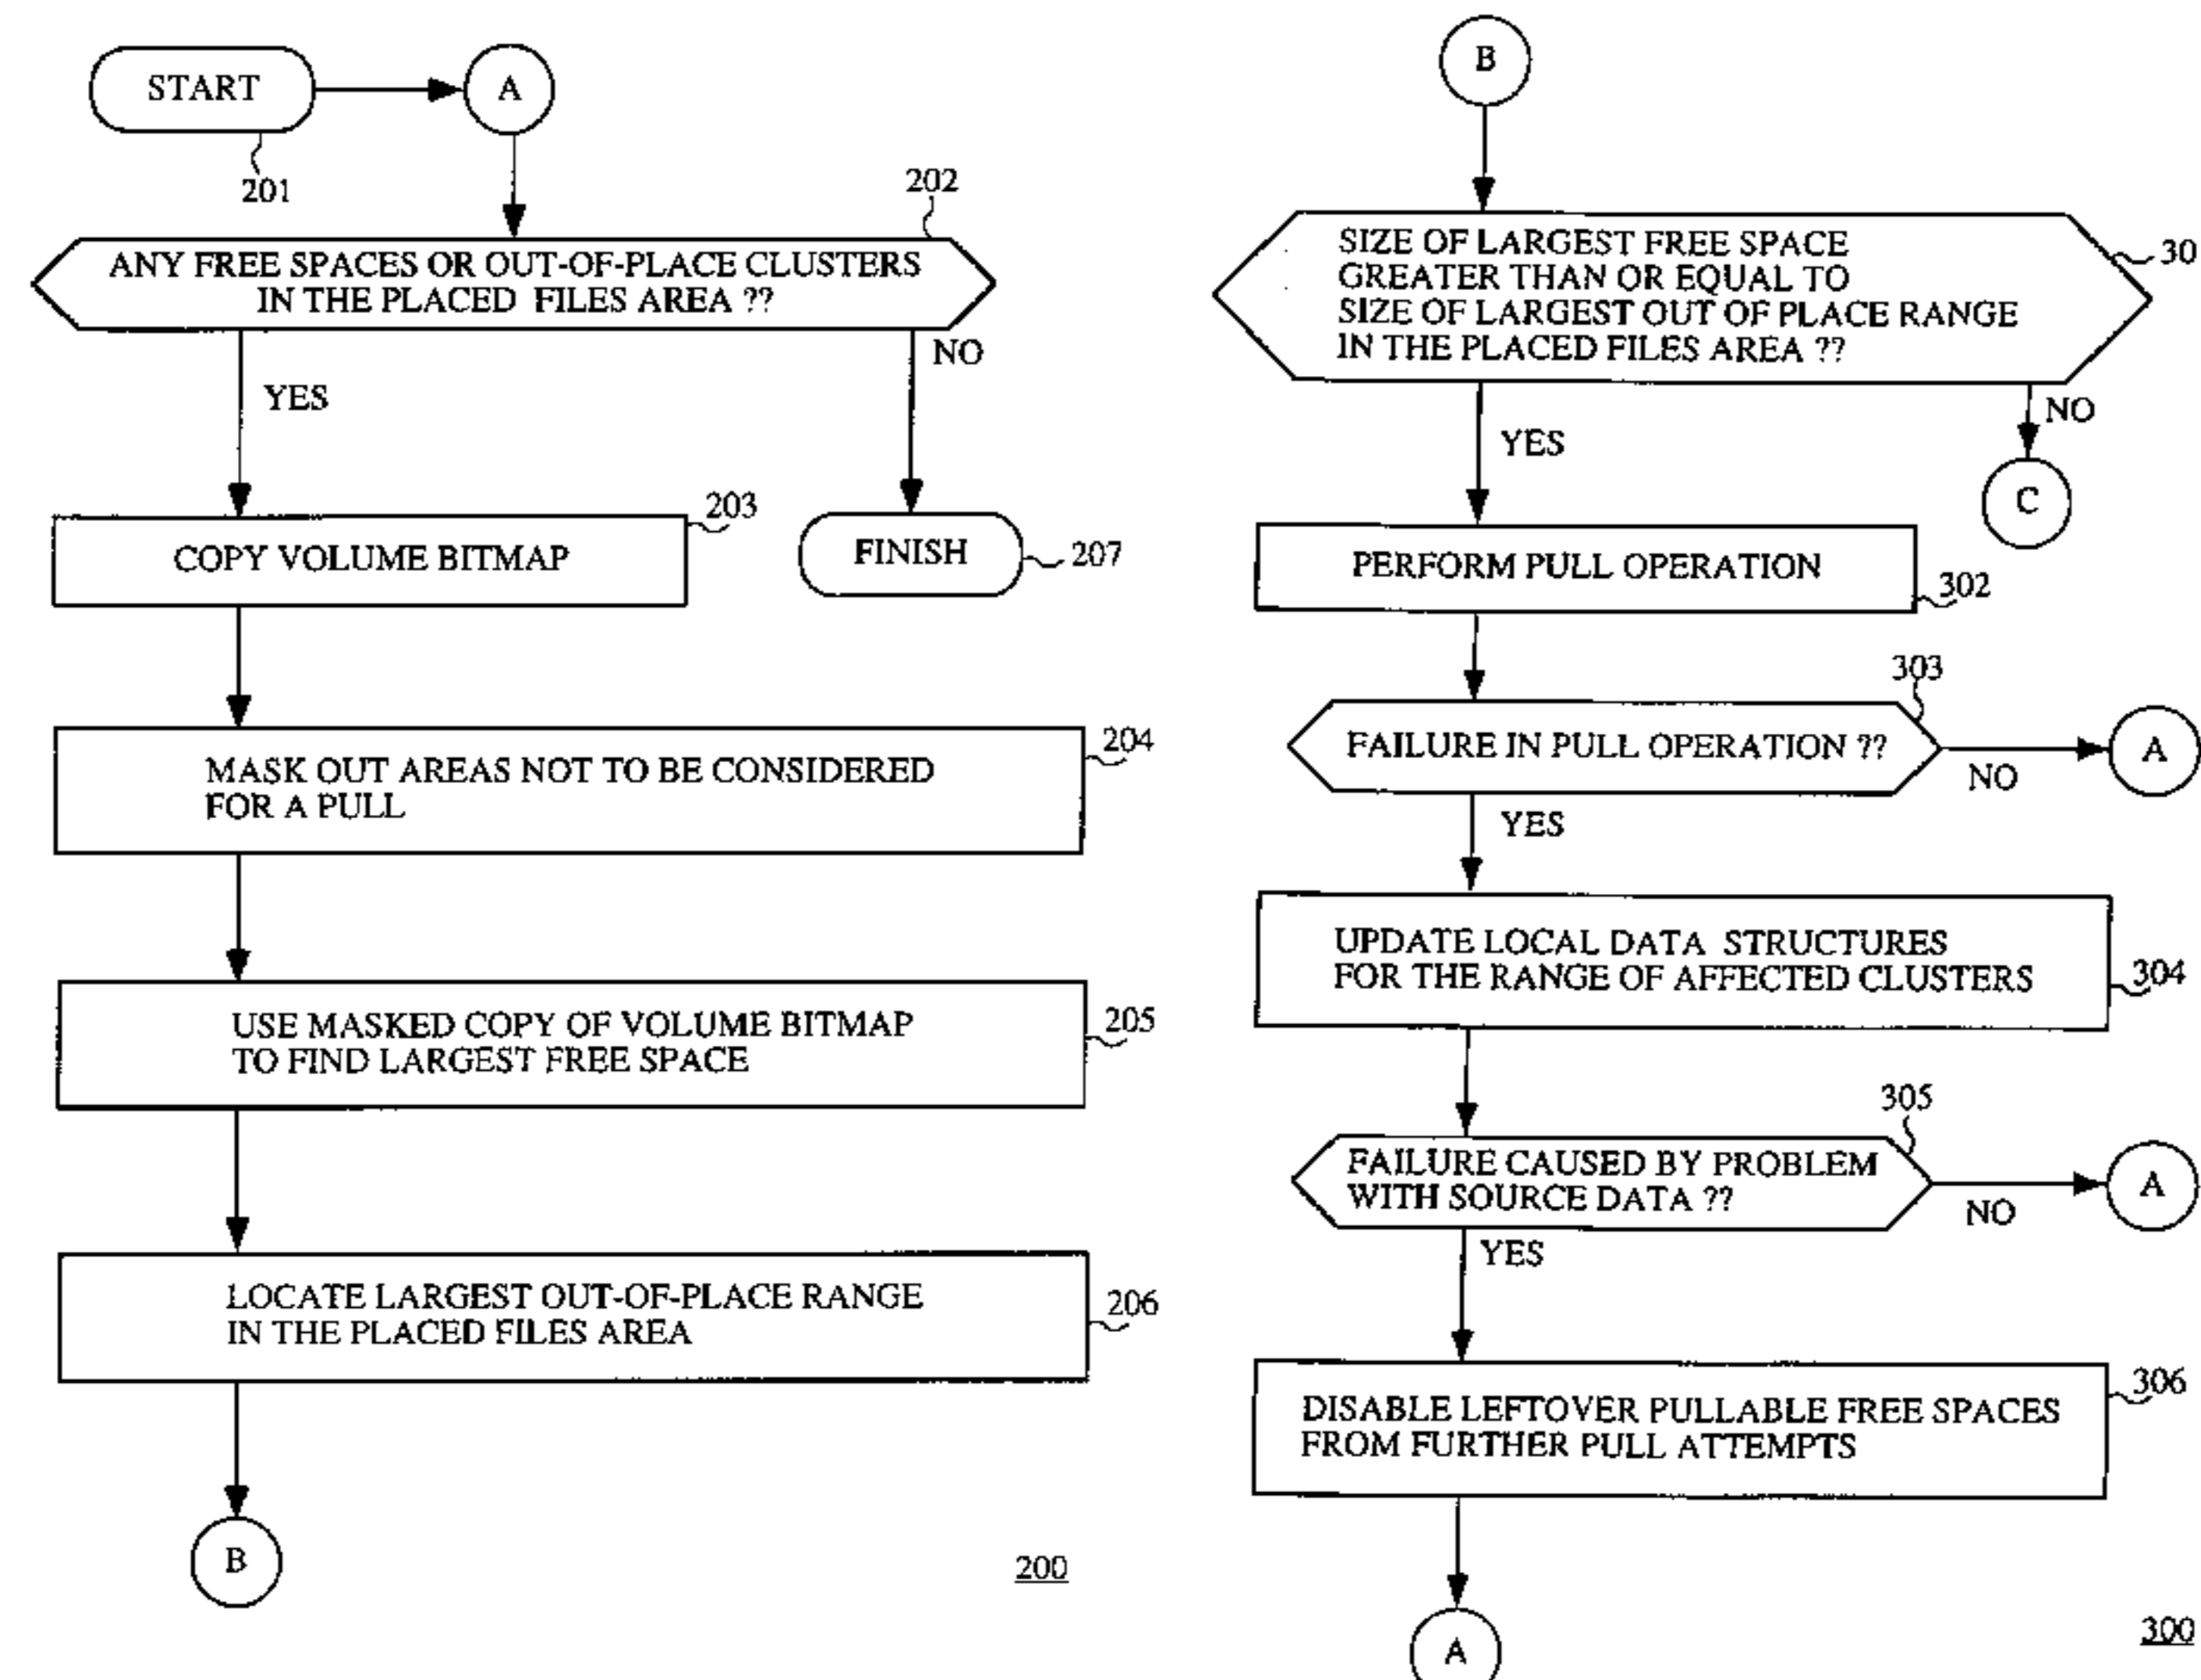 START
A
201
202
ANY FREE SPACES OR OUT-OF-PLACE CLUSTERS
IN THE PLACED FILES AREA ??
YES
NO
203
COPY VOLUME BITMAP
FINISH
207
204
MASK OUT AREAS NOT TO BE CONSIDERED
FOR A PULL
205
USE MASKED COPY OF VOLUME BITMAP
TO FIND LARGEST FREE SPACE
206
LOCATE LARGEST OUT-OF-PLACE RANGE
IN THE PLACED FILES AREA
B
200
B
SIZE OF LARGEST FREE SPACE
GREATER THAN OR EQUAL TO
SIZE OF LARGEST OUT OF PLACE RANGE
IN THE PLACED FILES AREA ??
30
NO
YES
C
PERFORM PULL OPERATION
302
303
FAILURE IN PULL OPERATION ??
NO
A
YES
UPDATE LOCAL DATA STRUCTURES
FOR THE RANGE OF AFFECTED CLUSTERS
304
305
FAILURE CAUSED BY PROBLEM
WITH SOURCE DATA ??
NO
A
YES
306
DISABLE LEFTOVER PULLABLE FREE SPACES
FROM FURTHER PULL ATTEMPTS
A
300